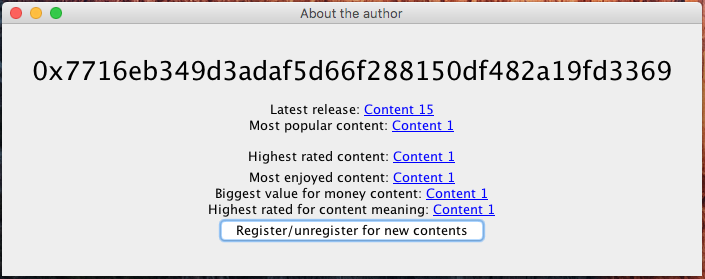 About the author
0x7716eb349d3adaf5d66f288150df482a19fd3369
Latest release: Content 15
Most popular content: Content 1
Highest rated content: Content 1
Most enjoyed content: Content 1
Biggest value for money content: Content 1
Highest rated for content meaning: Content 1
Register/unregister for new contents